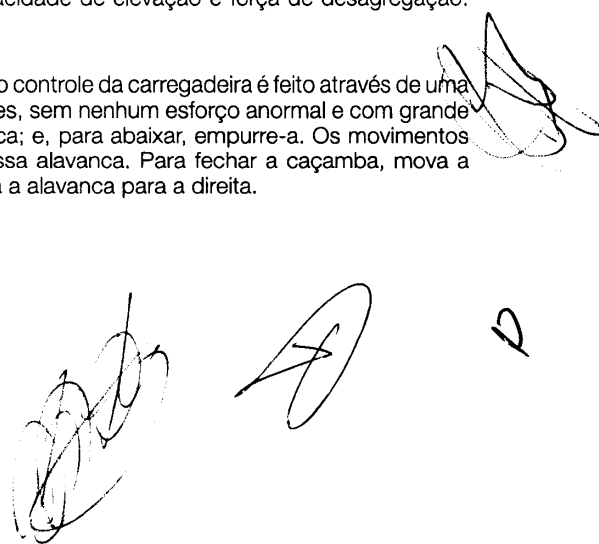 de elevação e força de desagregação.
o controle da carregadeira é feito através de uma
es, sem nenhum esforço anormal e com grande
ca; e, para abaixar, empurre-a. Os movimentos
ssa alavanca. Para fechar a caçamba, mova a
a alavanca para a direita.